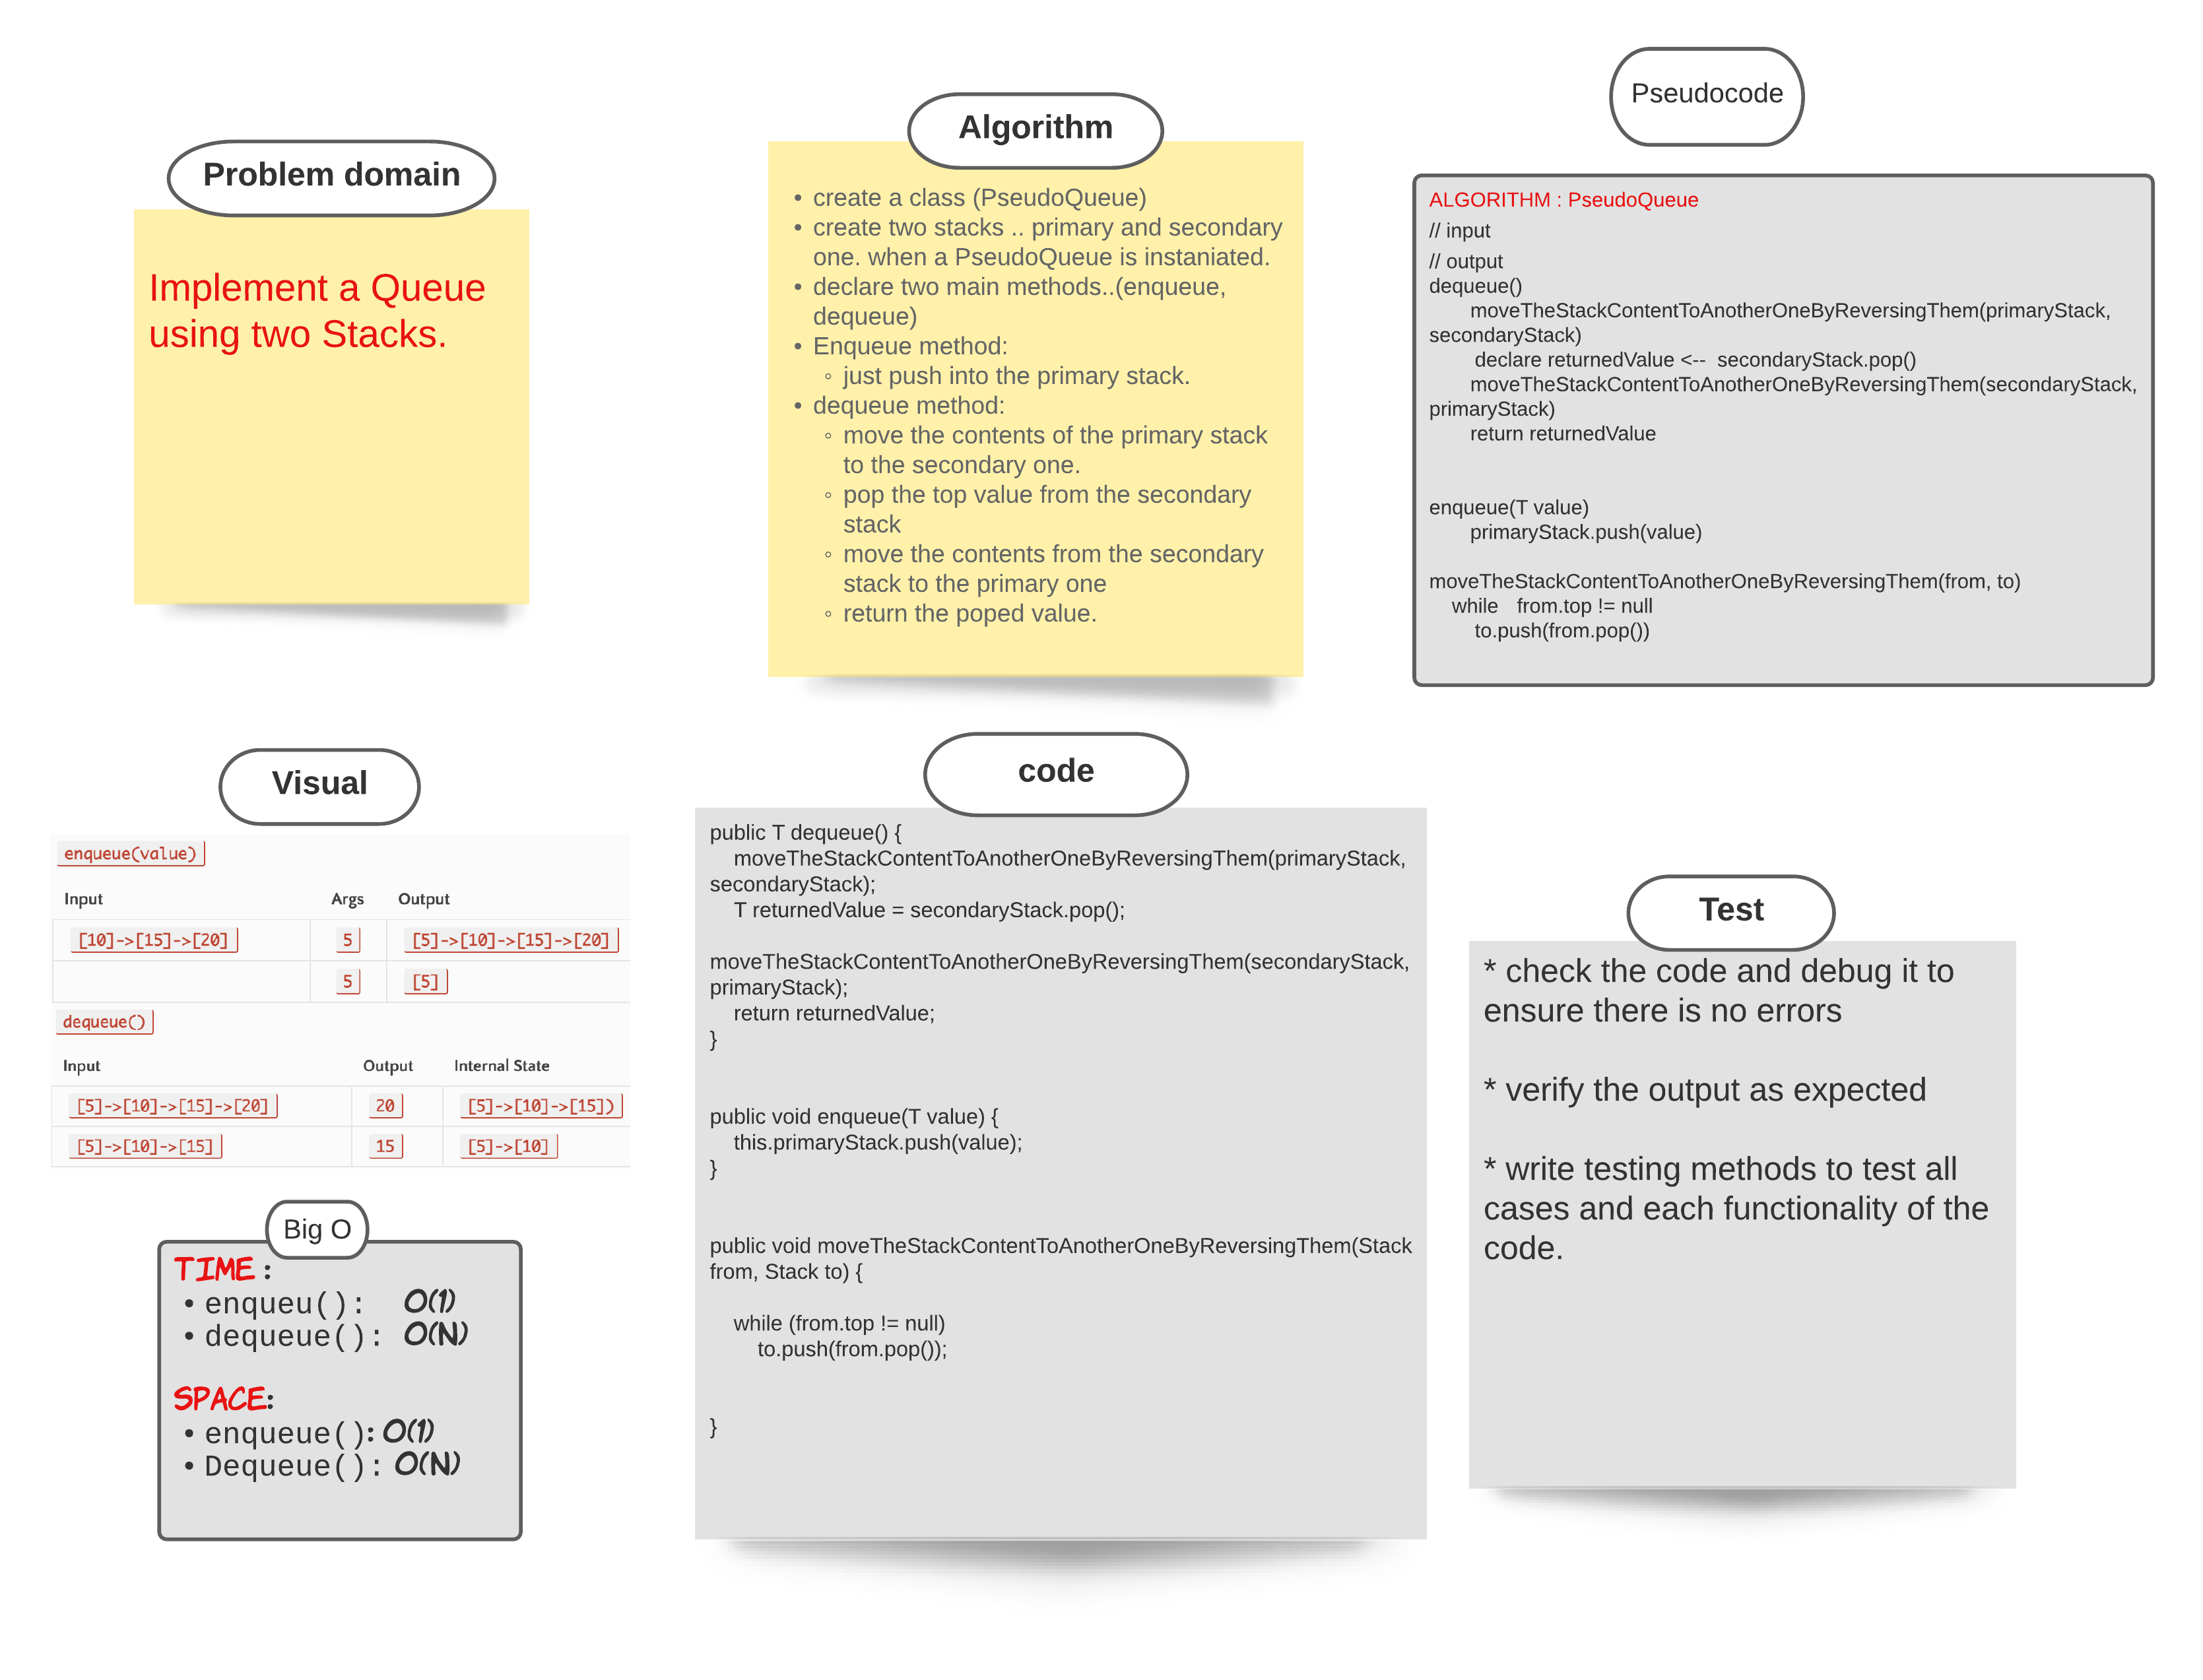 Problem domain
Implement a Queue
using two Stacks.
Algorithm
• create a class (PseudoQueue)
• create two stacks .. primary and secondary
one. when a PseudoQueue is instaniated.
• declare two main methods..(enqueue,
dequeue)
• Enqueue method:
◦ just push into the primary stack.
• dequeue method:
◦ move the contents of the primary stack
to the secondary one.
◦ pop the top value from the secondary
stack
◦ move the contents from the secondary
stack to the primary one
◦ return the poped value.
Pseudocode
ALGORITHM : PseudoQueue
// input
// output
dequeue()
moveTheStackContentToAnotherOneByReversingThem(primaryStack,
secondaryStack)
declare returnedValue <-- secondaryStack.pop()
moveTheStackContentToAnotherOneByReversingThem(secondaryStack,
primaryStack)
return returnedValue
enqueue(T value)
primaryStack.push(value)
moveTheStackContentToAnotherOneByReversingThem(from, to)
while from.top != null
to.push(from.pop())
Visual
enqueue(value)
Input Args Output
[10]->[15]->[20] 5 [5]->[10]->[15]->[20]
5 [5]
dequeue()
Input Output Internal State
[5]->[10]->[15]->[20] 20 [5]->[10]->[15])
[5]->[10]->[15] 15 [5]->[10]
Big O
TIME :
• enqueu(): O(1)
• dequeue(): O(N)
SPACE:
• enqueue(): O(1)
• Dequeue(): O(N)
code
public T dequeue() {
moveTheStackContentToAnotherOneByReversingThem(primaryStack,
secondaryStack);
T returnedValue = secondaryStack.pop();
moveTheStackContentToAnotherOneByReversingThem(secondaryStack,
primaryStack);
return returnedValue;
}
public void enqueue(T value) {
this.primaryStack.push(value);
}
public void moveTheStackContentToAnotherOneByReversingThem(Stack
from, Stack to) {
while (from.top != null)
to.push(from.pop());
}
Test
* check the code and debug it to
ensure there is no errors
* verify the output as expected
* write testing methods to test all
cases and each functionality of the
code.